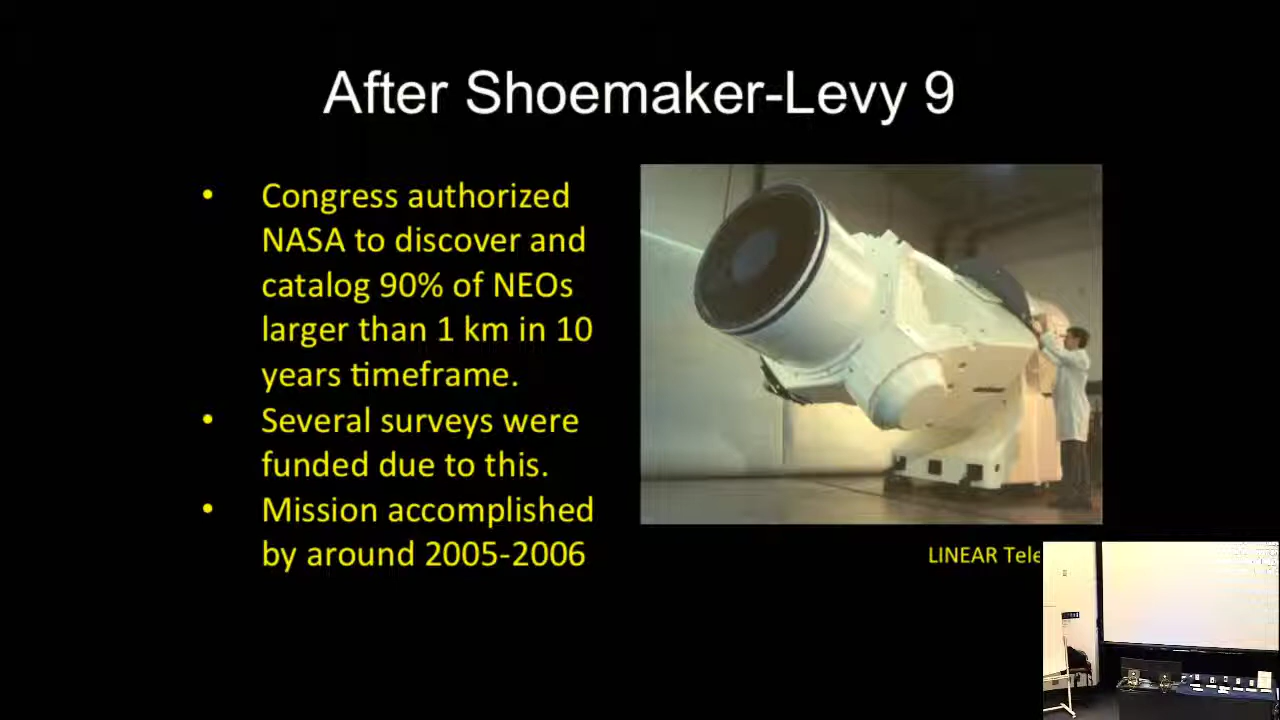 After Shoemaker-Levy 9
• Congress authorized
NASA to discover and
catalog 90% of NEOs
larger than 1 km in 10
years timeframe.
• Several surveys were
funded due to this.
• Mission accomplished
by around 2005-2006
LINEAR